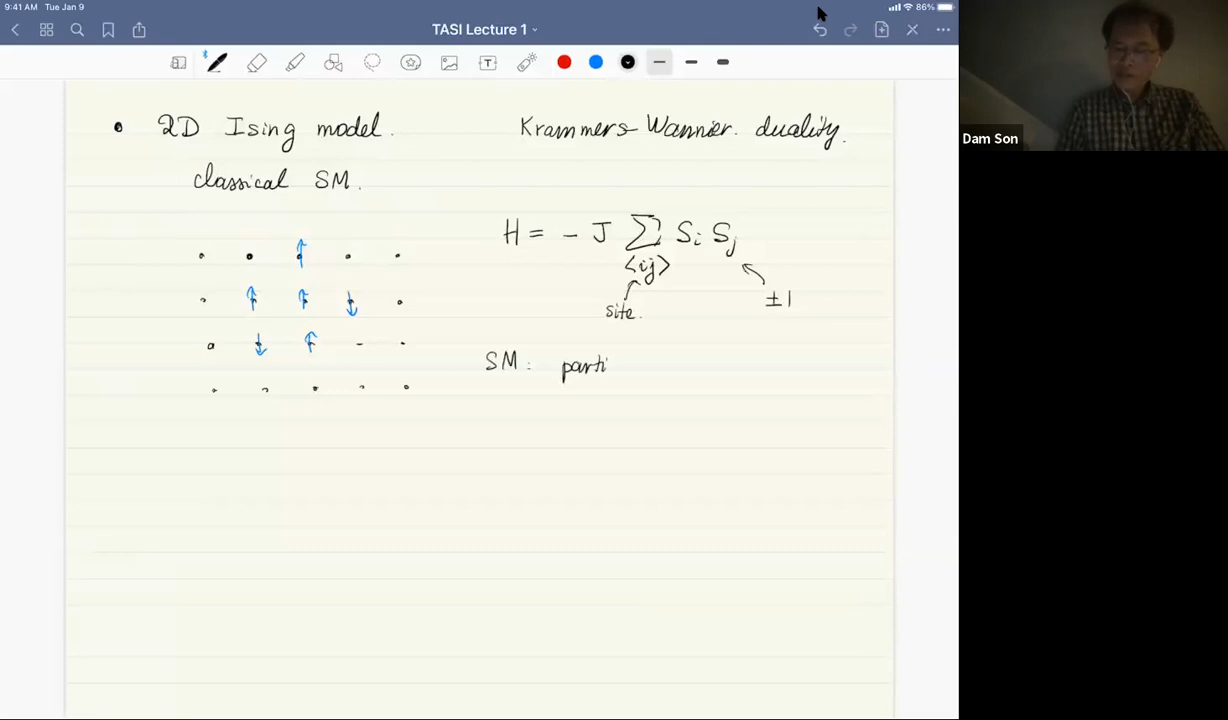 9:41 AM Tue Jan 9
86%
TASI Lecture 1
• 2D Ising model. Krammers Wannier. duality.
classical SM.
H = - J ∑ Si Sj
<ij>
site.
±1
SM: parti
Dam Son